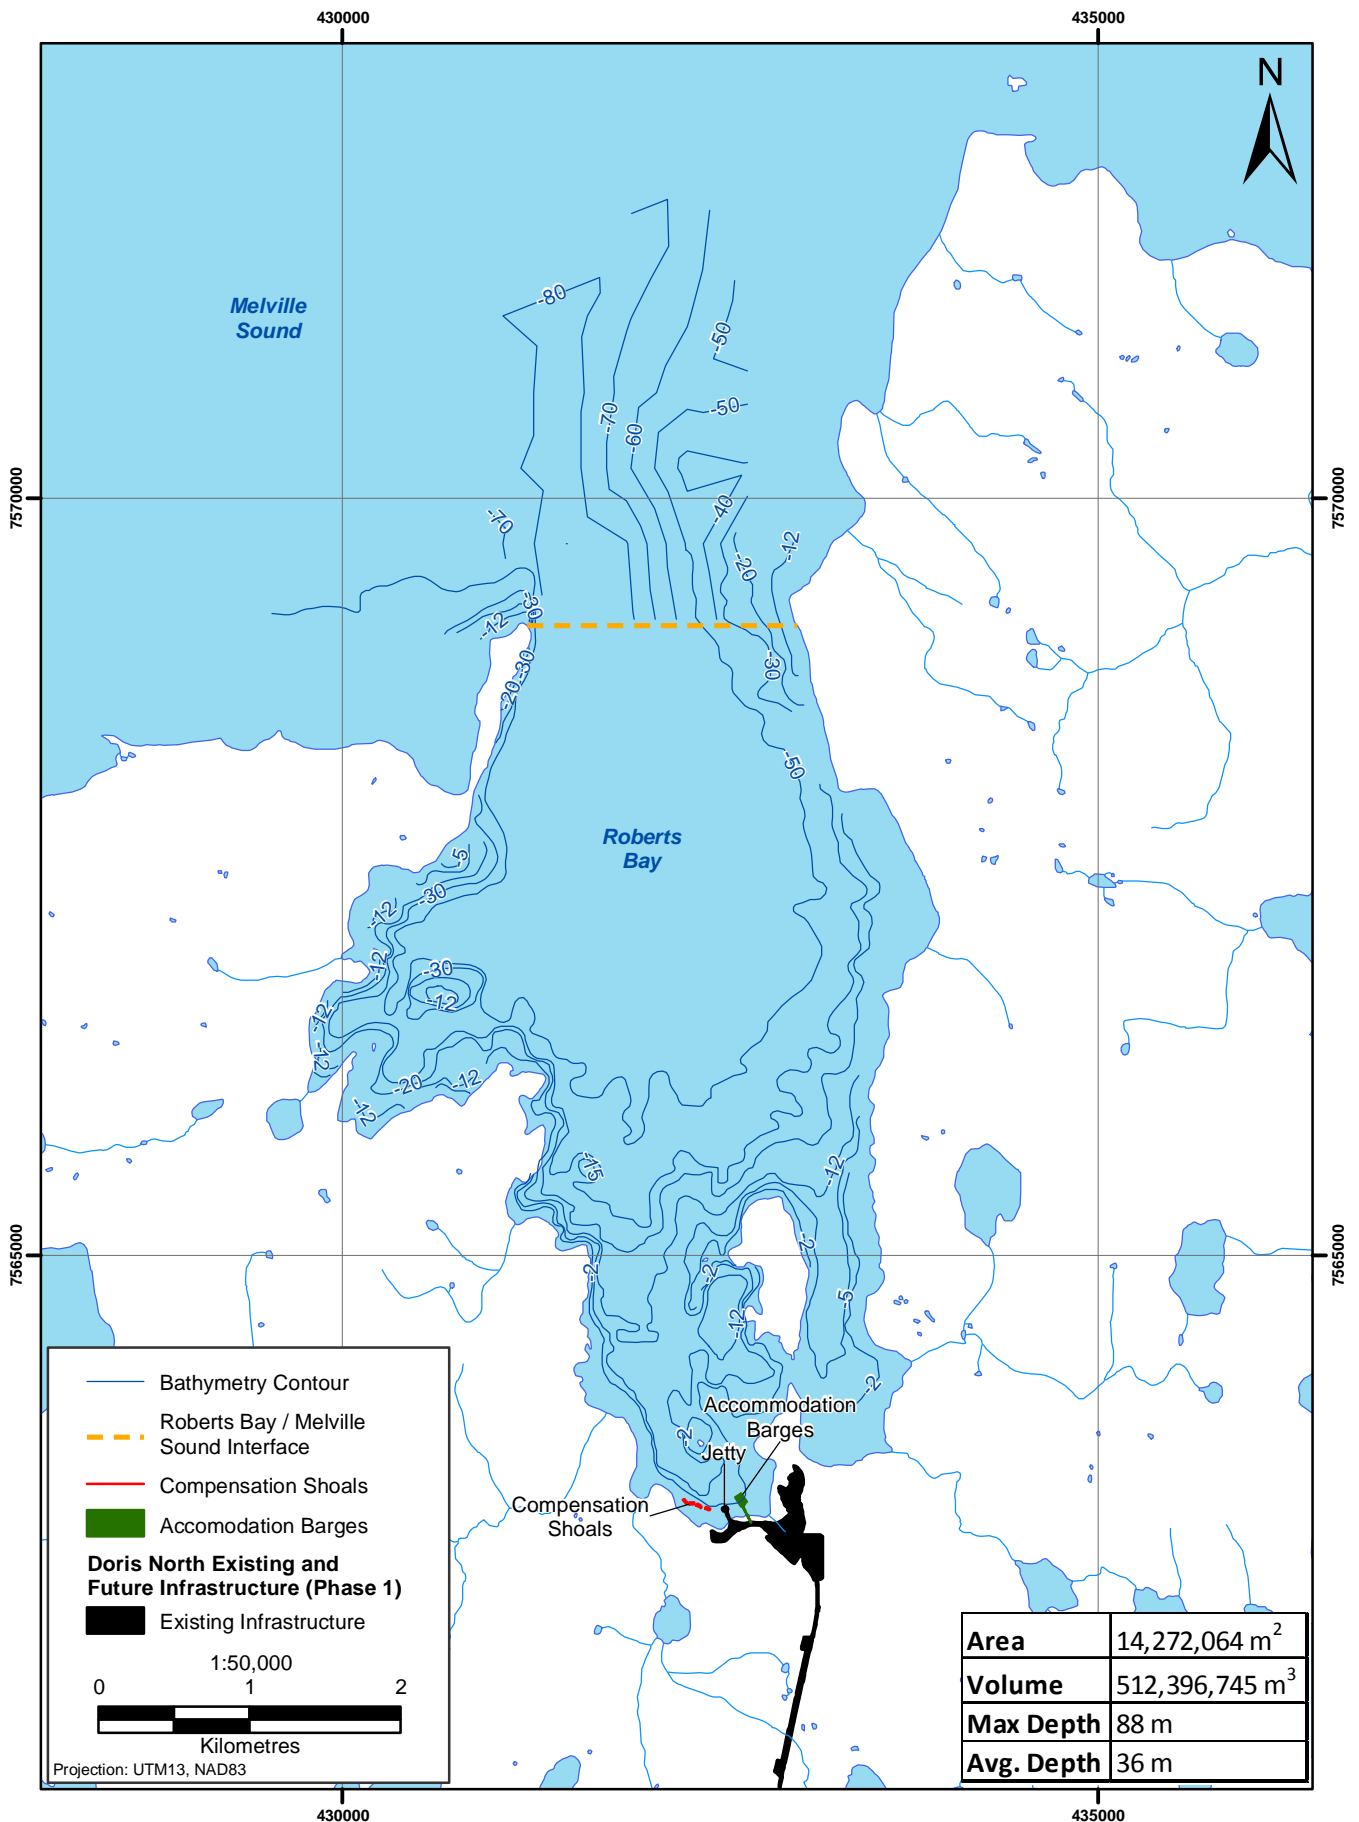 430000
435000
N
-80
Melville
Sound
-50
-50
-70
-60
7570000
7570000
-40
-70
-12
-20
-30
-12
-30
-30
-20
-50
Roberts
Bay
-5
-30
-12
-12
-30
-12
-12
-12
-20
-12
-12
-15
-12
-2
7565000
7565000
-2
-2
-5
-12
-2
Accommodation
Barges
-2
Jetty
Compensation
Shoals
Bathymetry Contour
Roberts Bay / Melville
Sound Interface
Compensation Shoals
Accomodation Barges
Doris North Existing and
Future Infrastructure (Phase 1)
Existing Infrastructure
1:50,000
0 1 2
Kilometres
Projection: UTM13, NAD83
Area 14,272,064 m²
Volume 512,396,745 m³
Max Depth 88 m
Avg. Depth 36 m
430000
435000